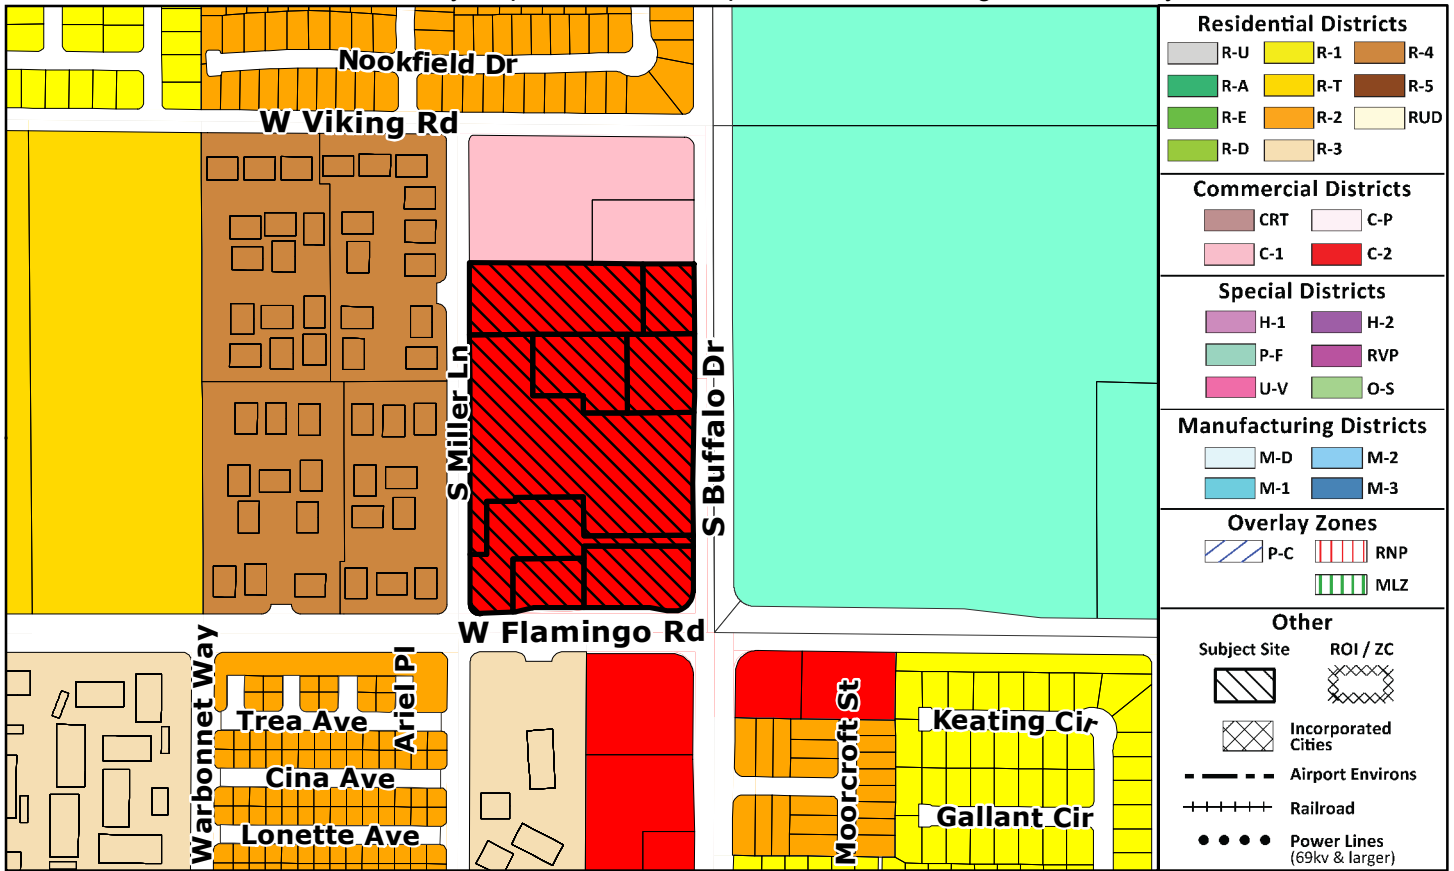 Nookfield Dr
W Viking Rd
S Miller Ln
S Buffalo Dr
W Flamingo Rd
Warbonnet Way
Ariel Pl
Trea Ave
Cina Ave
Lonette Ave
Moorcroft St
Keating Cir
Gallant Cir
Residential Districts
R-U R-1 R-4
R-A R-T R-5
R-E R-2 RUD
R-D R-3
Commercial Districts
CRT C-P
C-1 C-2
Special Districts
H-1 H-2
P-F RVP
U-V O-S
Manufacturing Districts
M-D M-2
M-1 M-3
Overlay Zones
P-C RNP
MLZ
Other
Subject Site ROI / ZC
Incorporated
Cities
Airport Environs
Railroad
Power Lines
(69kv & larger)